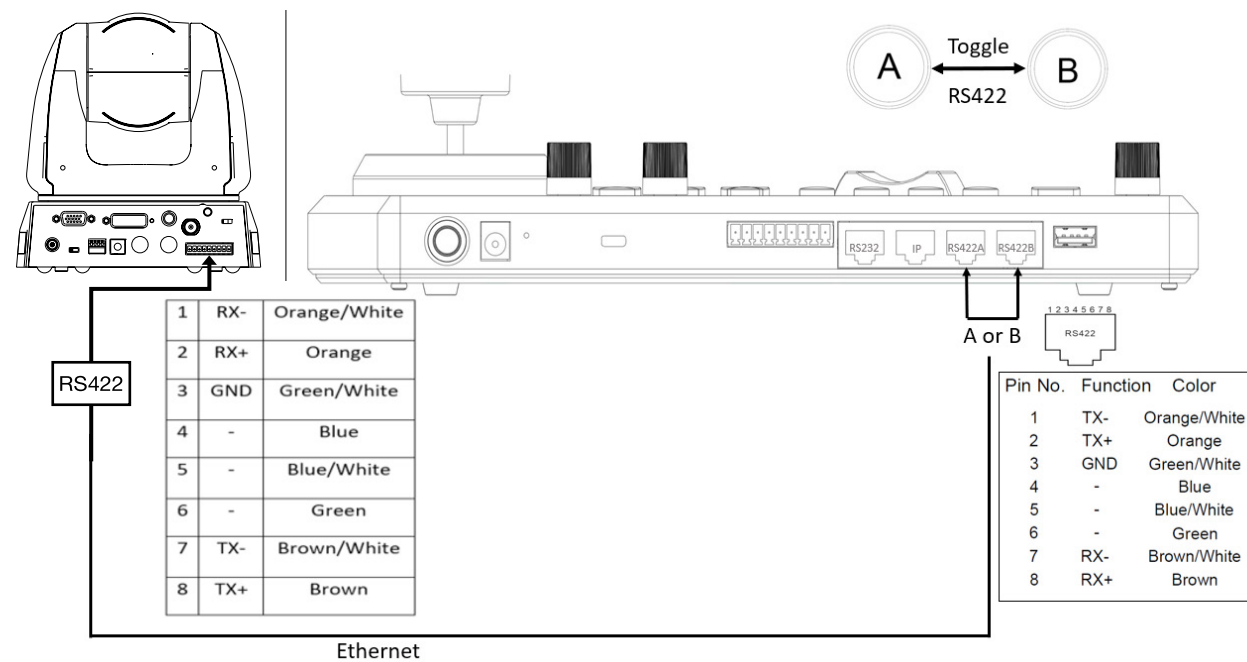 A
Toggle
RS422
B
RS232
IP
RS422A
RS422B
A or B
1 2 3 4 5 6 7 8
RS422
RS422
1 RX- Orange/White
2 RX+ Orange
3 GND Green/White
4 - Blue
5 - Blue/White
6 - Green
7 TX- Brown/White
8 TX+ Brown
Pin No. Function Color
1 TX- Orange/White
2 TX+ Orange
3 GND Green/White
4 - Blue
5 - Blue/White
6 - Green
7 RX- Brown/White
8 RX+ Brown
Ethernet